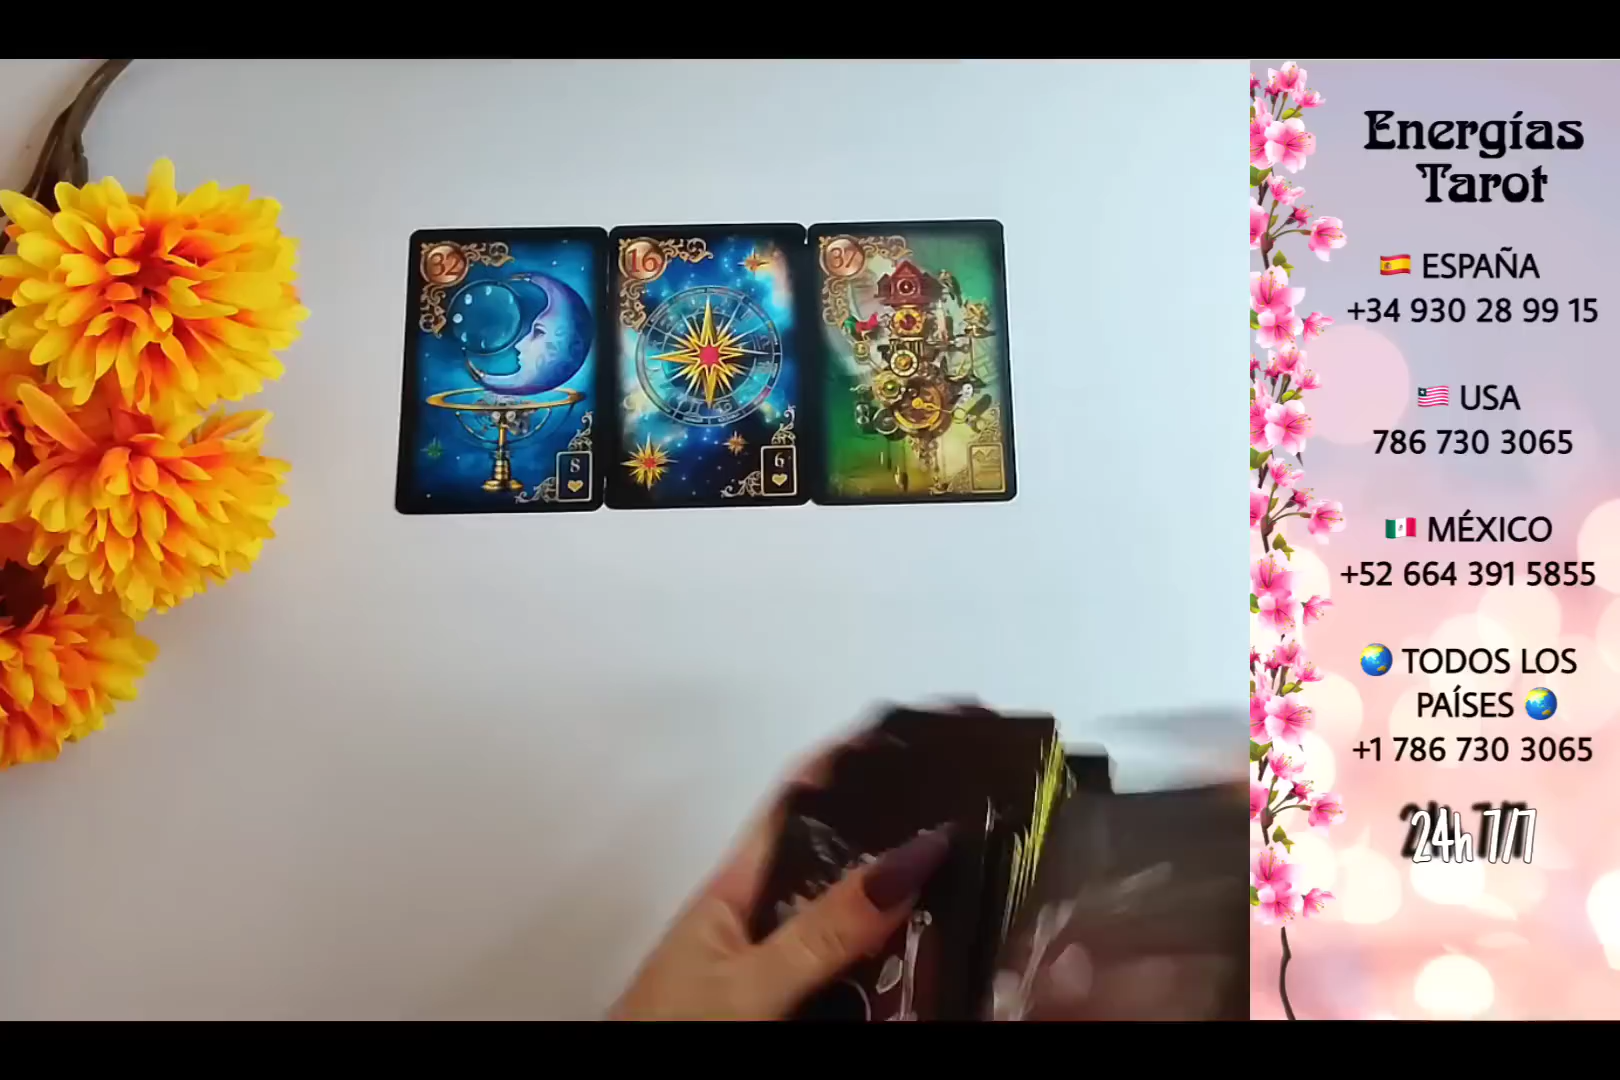 32
8
16
6
37
Energías
Tarot
🇪🇸 ESPAÑA
+34 930 28 99 15
🇱🇷 USA
786 730 3065
🇲🇽 MÉXICO
+52 664 391 5855
🌏 TODOS LOS
PAÍSES 🌏
+1 786 730 3065
24h 7/7